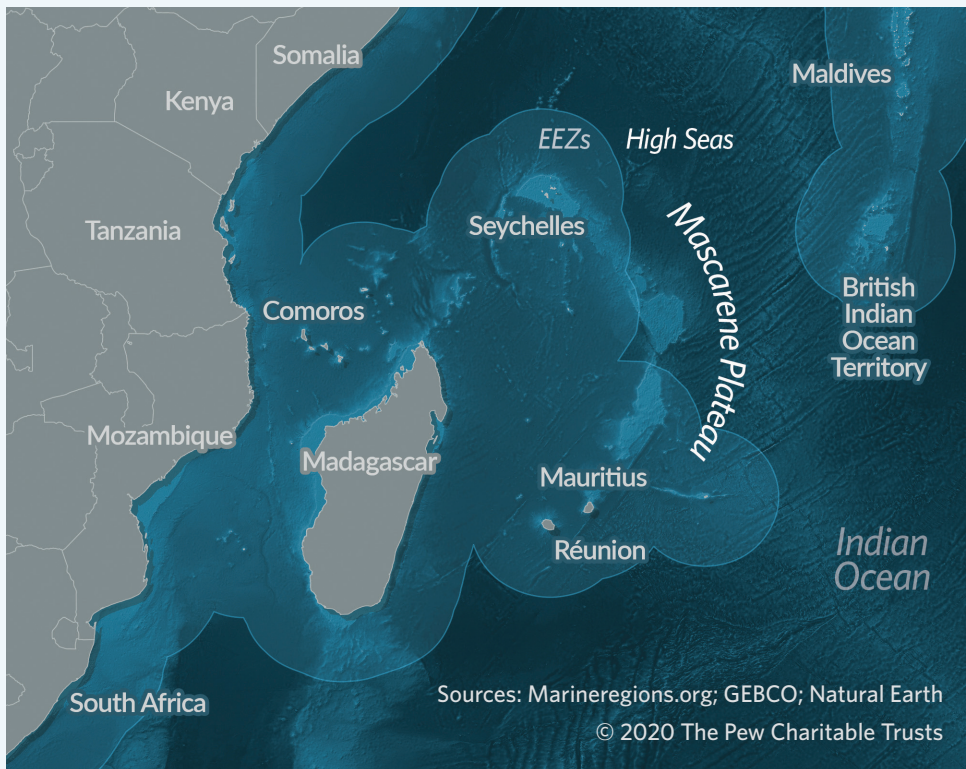 Somalia
Maldives
Kenya
EEZs
High Seas
Seychelles
Tanzania
Mascarene Plateau
British
Indian
Ocean
Territory
Comoros
Mozambique
Madagascar
Mauritius
Réunion
Indian
Ocean
South Africa
Sources: Marineregions.org; GEBCO; Natural Earth
© 2020 The Pew Charitable Trusts